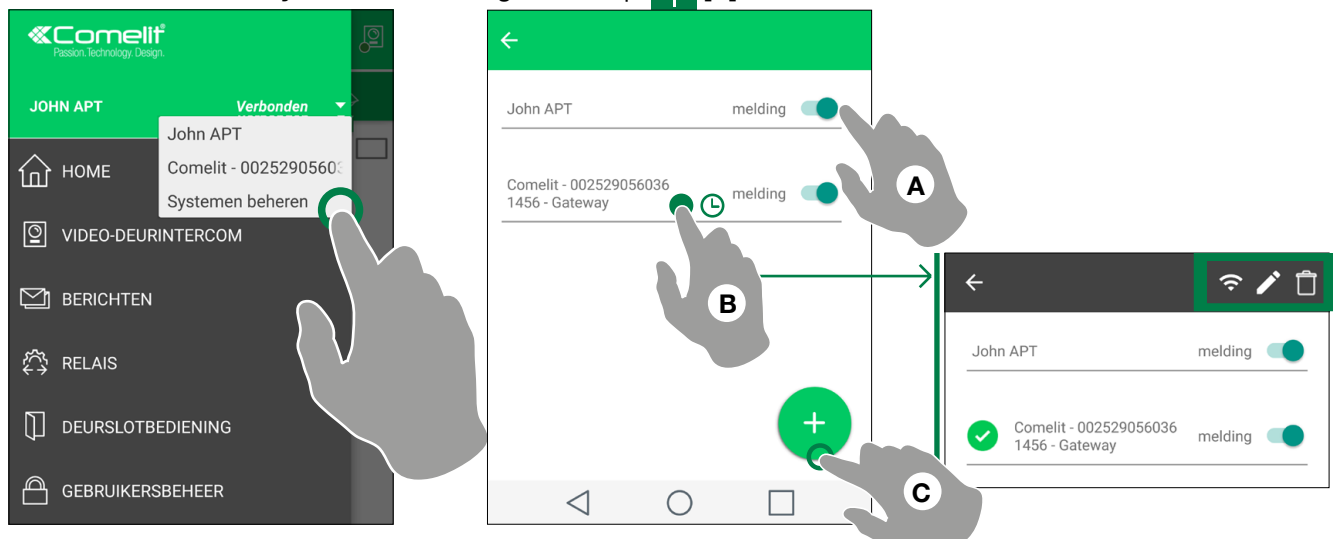 Comelit®
Passion.Technology.Design.
JOHN APT
Verbonden
John APT
Comelit - 00252905603
Systemen beheren
HOME
VIDEO-DEURINTERCOM
BERICHTEN
RELAIS
DEURSLOTBEDIENING
GEBRUIKERSBEHEER
John APT melding
Comelit - 002529056036
1456 - Gateway melding
A
B
C
John APT melding
Comelit - 002529056036
1456 - Gateway melding